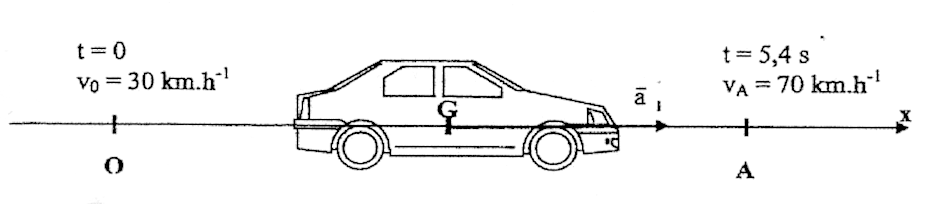 t = 0
v₀ = 30 km.h⁻¹
t = 5,4 s
v_A = 70 km.h⁻¹
a⃗
G
x
O
A